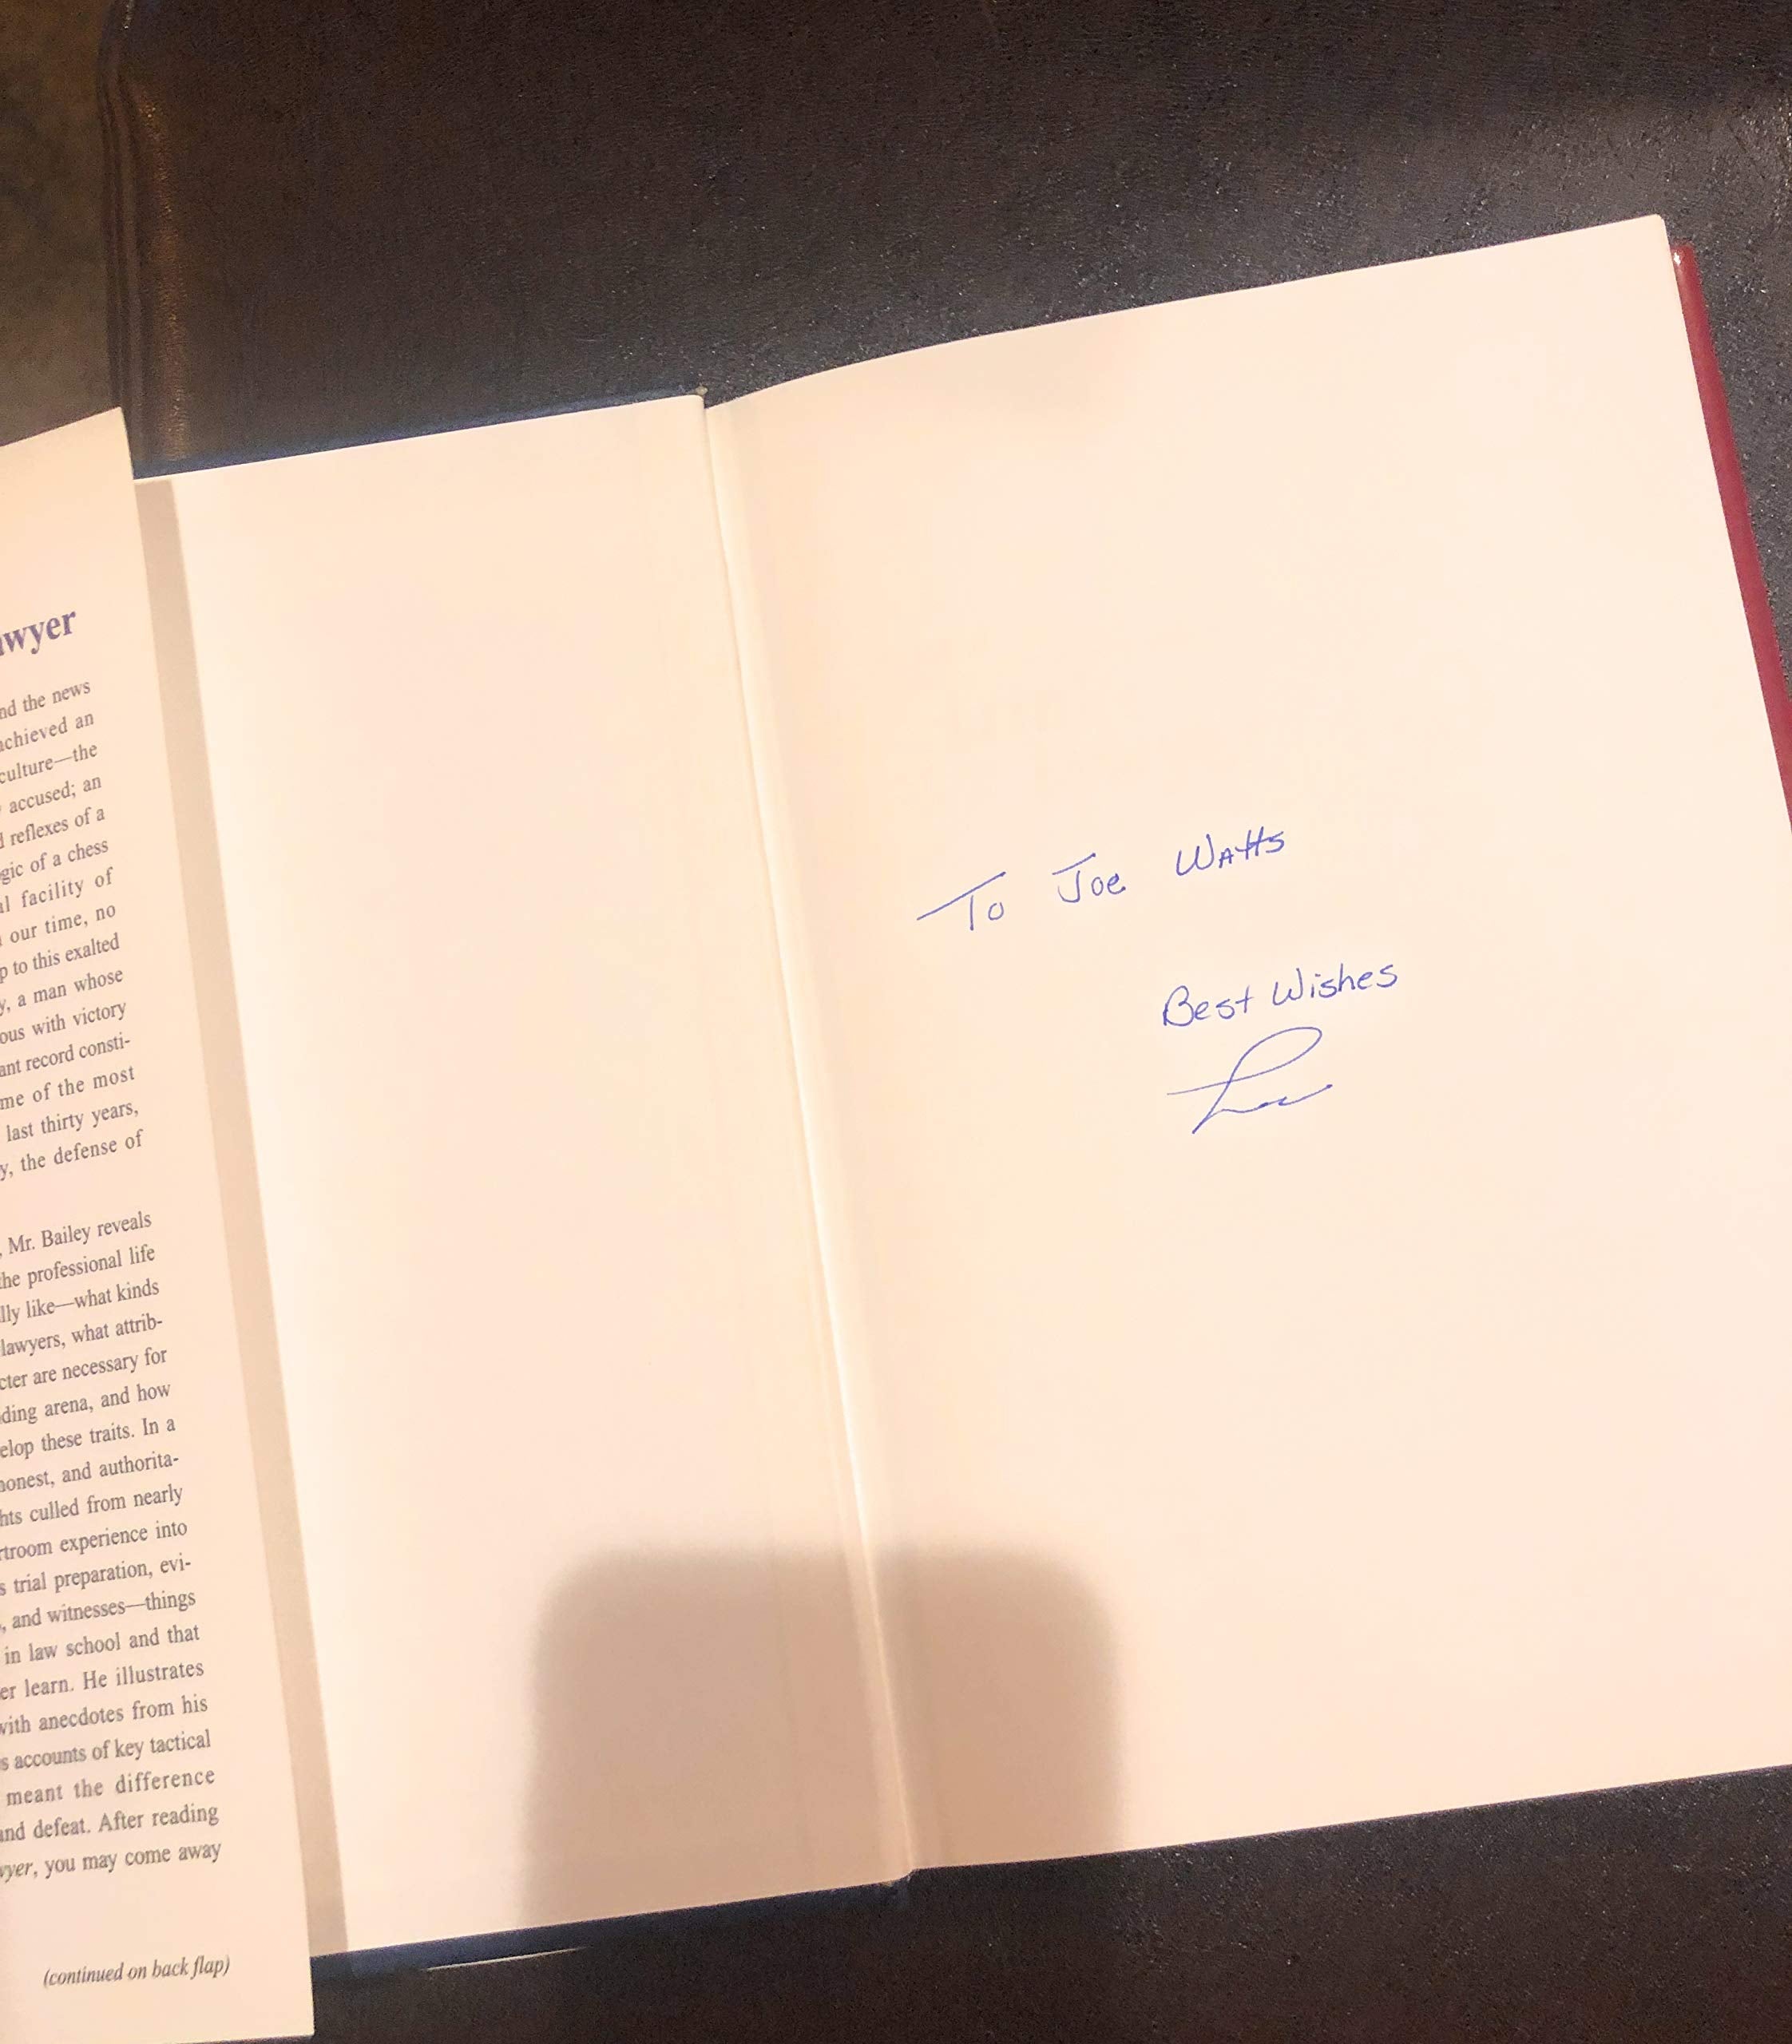 awyer
nd the news
achieved an
culture—the
accused; an
reflexes of a
gic of a chess
al facility of
our time, no
p to this exalted
y, a man whose
ous with victory
ant record consti-
me of the most
last thirty years,
y, the defense of
, Mr. Bailey reveals
the professional life
lly like—what kinds
lawyers, what attrib-
cter are necessary for
ding arena, and how
elop these traits. In a
honest, and authorita-
hts culled from nearly
rtroom experience into
s trial preparation, evi-
, and witnesses—things
in law school and that
er learn. He illustrates
with anecdotes from his
s accounts of key tactical
meant the difference
and defeat. After reading
wyer, you may come away
(continued on back flap)
To Joe Watts
Best Wishes
Lee